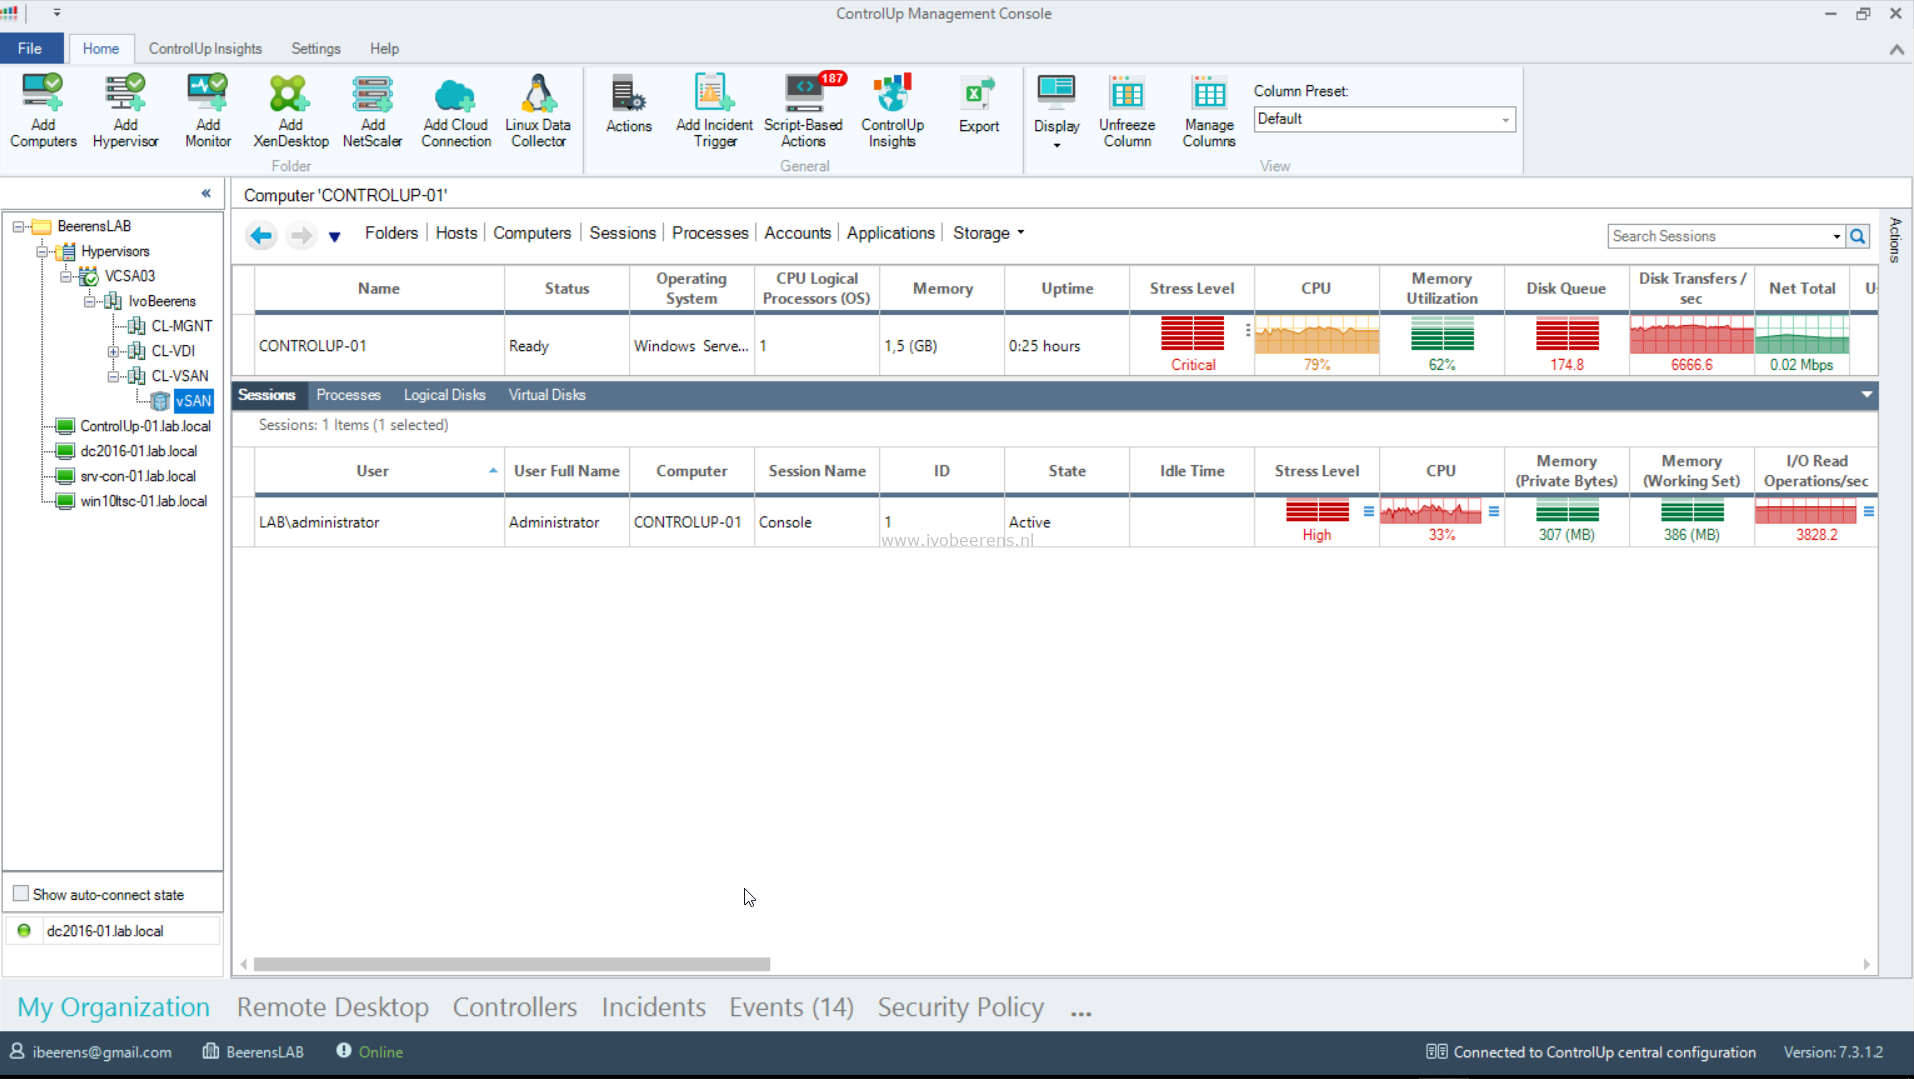 ControlUp Management Console
File Home ControlUp Insights Settings Help
Add Computers
Add Hypervisor
Add Monitor
Add XenDesktop
Add NetScaler
Add Cloud Connection
Linux Data Collector
Folder
Actions
Add Incident Trigger
187
Script-Based Actions
ControlUp Insights
Export
General
Display
Unfreeze Column
Manage Columns
Column Preset:
Default
View
«
Computer 'CONTROLUP-01'
BeerensLAB
Hypervisors
VCSA03
IvoBeerens
CL-MGNT
CL-VDI
CL-VSAN
vSAN
ControlUp-01.lab.local
dc2016-01.lab.local
srv-con-01.lab.local
win10ltsc-01.lab.local
Show auto-connect state
dc2016-01.lab.local
Folders Hosts Computers Sessions Processes Accounts Applications Storage
Search Sessions
Actions
Name Status Operating System CPU Logical Processors (OS) Memory Uptime Stress Level CPU Memory Utilization Disk Queue Disk Transfers / sec Net Total
CONTROLUP-01 Ready Windows Serve... 1 1,5 (GB) 0:25 hours Critical 79% 62% 174.8 6666.6 0.02 Mbps
Sessions Processes Logical Disks Virtual Disks
Sessions: 1 Items (1 selected)
User User Full Name Computer Session Name ID State Idle Time Stress Level CPU Memory (Private Bytes) Memory (Working Set) I/O Read Operations/sec
LAB\administrator Administrator CONTROLUP-01 Console 1 Active High 33% 307 (MB) 386 (MB) 3828.2
www.ivobeerens.nl
My Organization Remote Desktop Controllers Incidents Events (14) Security Policy ...
ibeerens@gmail.com BeerensLAB Online Connected to ControlUp central configuration Version: 7.3.1.2